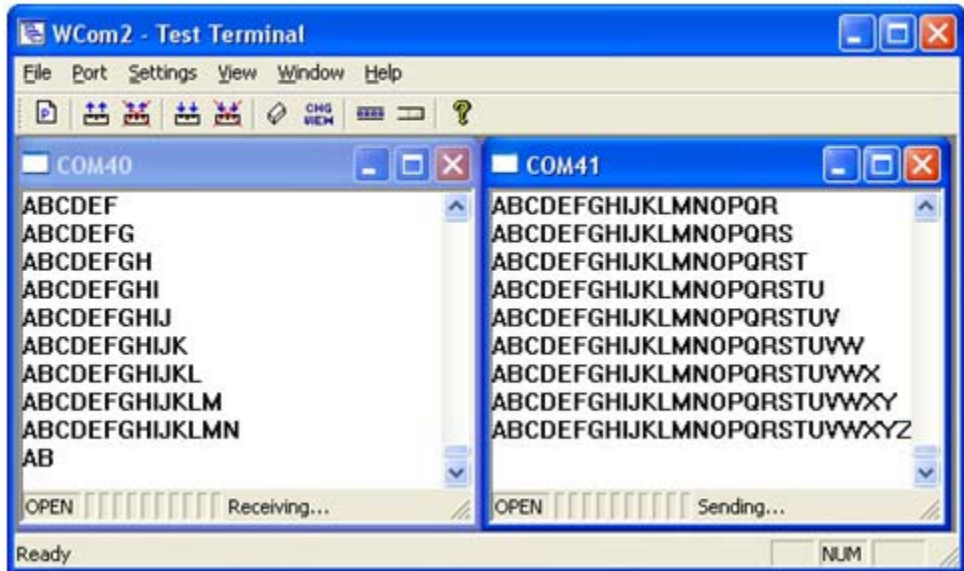 WCom2 - Test Terminal
File Port Settings View Window Help
P CHG VIEW ?
COM40
ABCDEF
ABCDEFG
ABCDEFGH
ABCDEFGHI
ABCDEFGHIJ
ABCDEFGHIJK
ABCDEFGHIJKL
ABCDEFGHIJKLM
ABCDEFGHIJKLMN
AB
OPEN Receiving...
COM41
ABCDEFGHIJKLMNOPQR
ABCDEFGHIJKLMNOPQRS
ABCDEFGHIJKLMNOPQRST
ABCDEFGHIJKLMNOPQRSTU
ABCDEFGHIJKLMNOPQRSTUV
ABCDEFGHIJKLMNOPQRSTUVW
ABCDEFGHIJKLMNOPQRSTUVWX
ABCDEFGHIJKLMNOPQRSTUVWXY
ABCDEFGHIJKLMNOPQRSTUVWXYZ
OPEN Sending...
Ready NUM